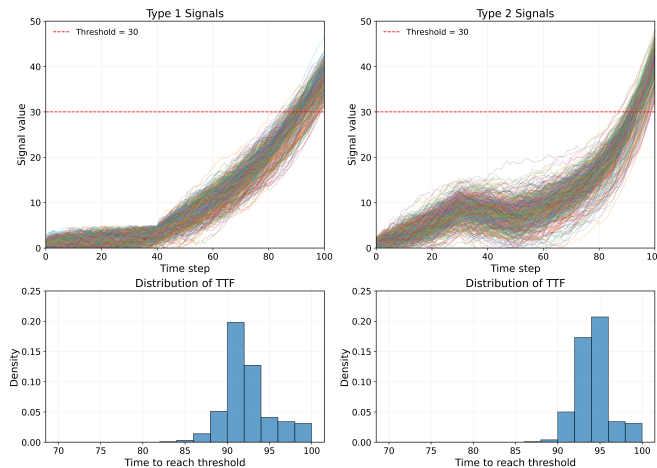 Type 1 Signals
Type 2 Signals
50
40
30
20
10
0
Signal value
Threshold = 30
0 20 40 60 80 100
Time step
50
40
30
20
10
0
Signal value
Threshold = 30
0 20 40 60 80 100
Time step
Distribution of TTF
0.25
0.20
0.15
0.10
0.05
0.00
Density
70 75 80 85 90 95 100
Time to reach threshold
Distribution of TTF
0.25
0.20
0.15
0.10
0.05
0.00
Density
70 75 80 85 90 95 100
Time to reach threshold